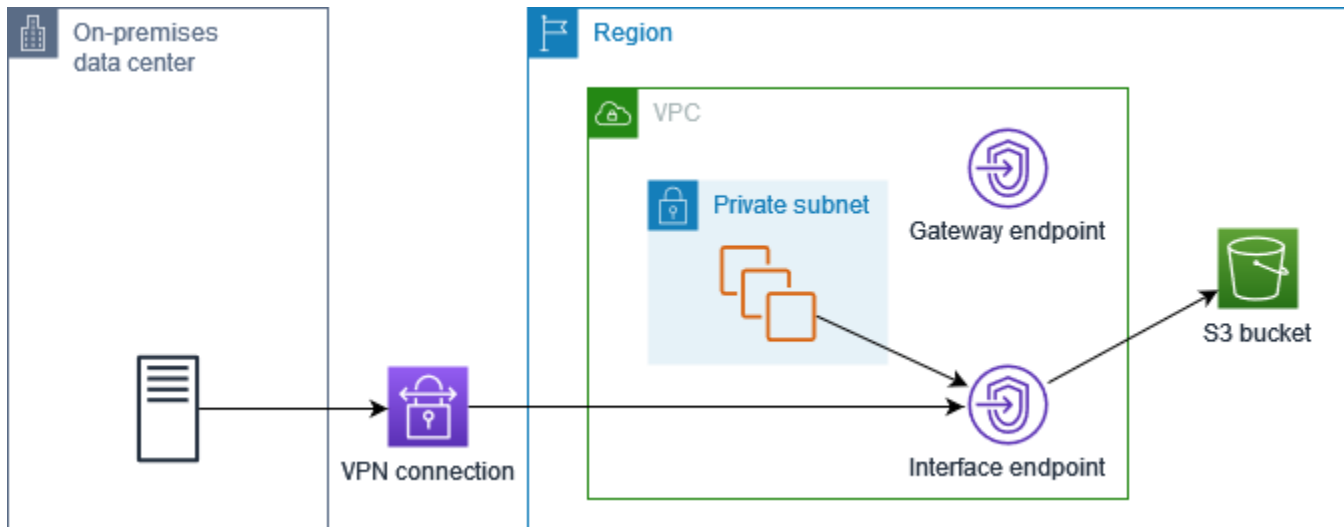 On-premises
data center
Region
VPC
Private subnet
Gateway endpoint
S3 bucket
VPN connection
Interface endpoint